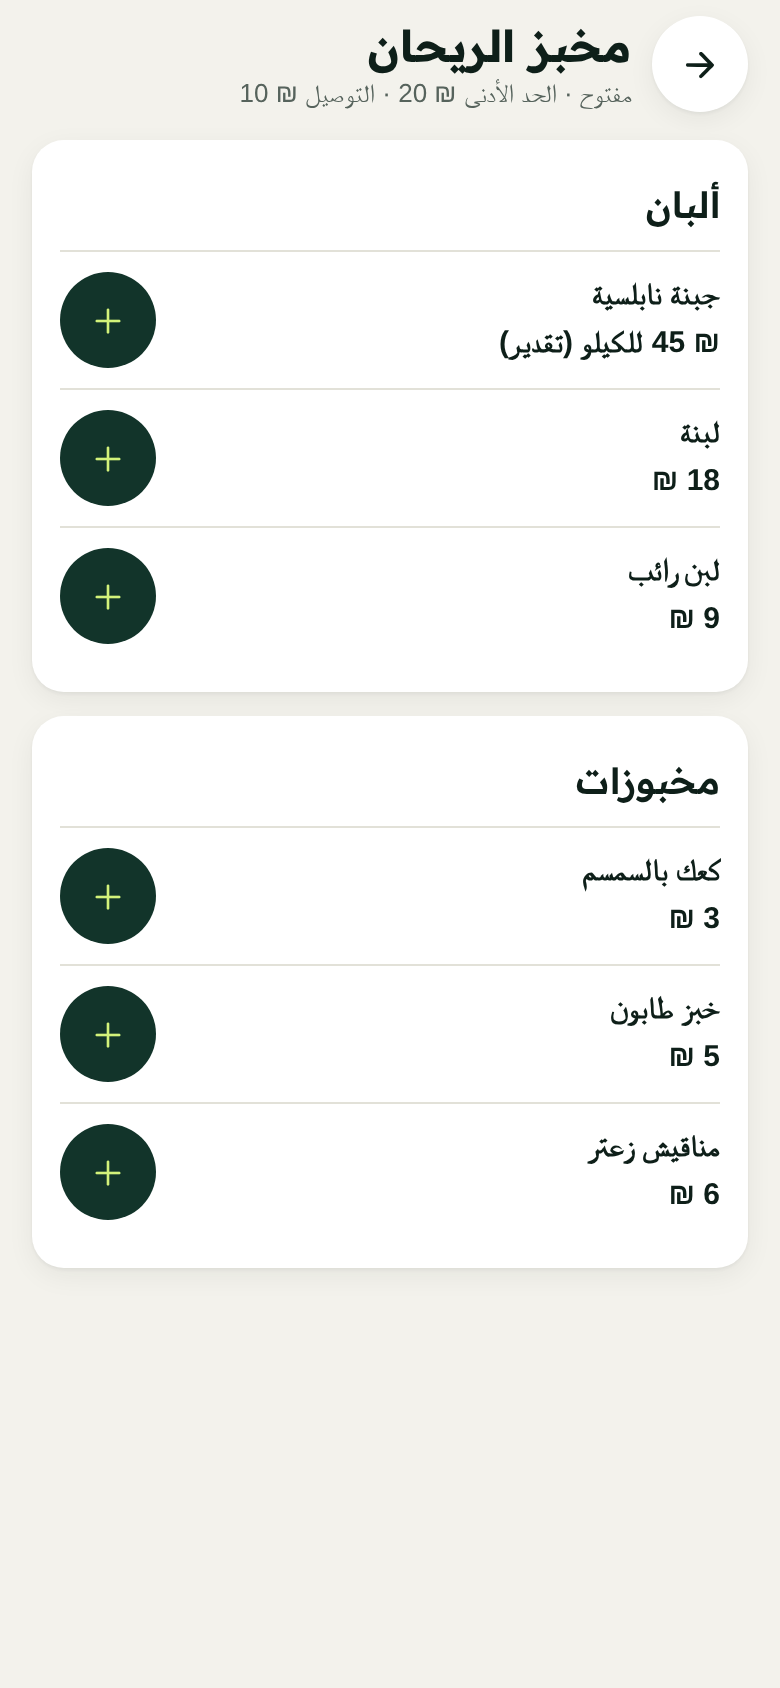 مخبز الريحان
مفتوح · الحد الأدنى ₪ 20 · التوصيل ₪ 10
ألبان
جبنة نابلسية
₪ 45 للكيلو (تقدير)
لبنة
18 ₪
لبن رائب
9 ₪
مخبوزات
كعك بالسمسم
3 ₪
خبز طابون
5 ₪
مناقيش زعتر
6 ₪